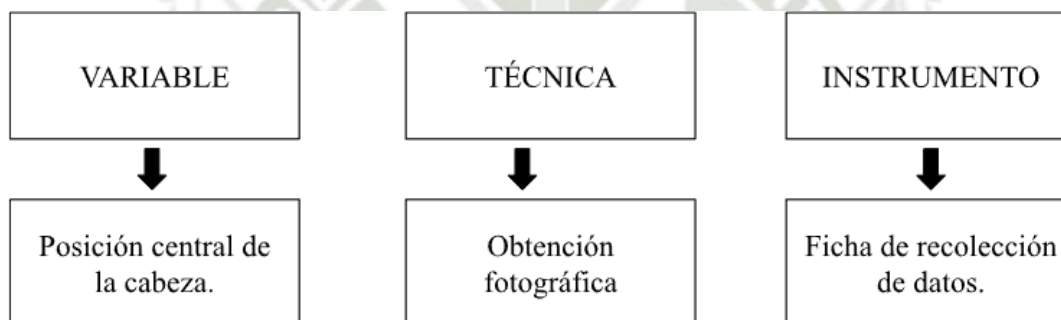 VARIABLE
TÉCNICA
INSTRUMENTO
Posición central de
la cabeza.
Obtención
fotográfica
Ficha de recolección
de datos.